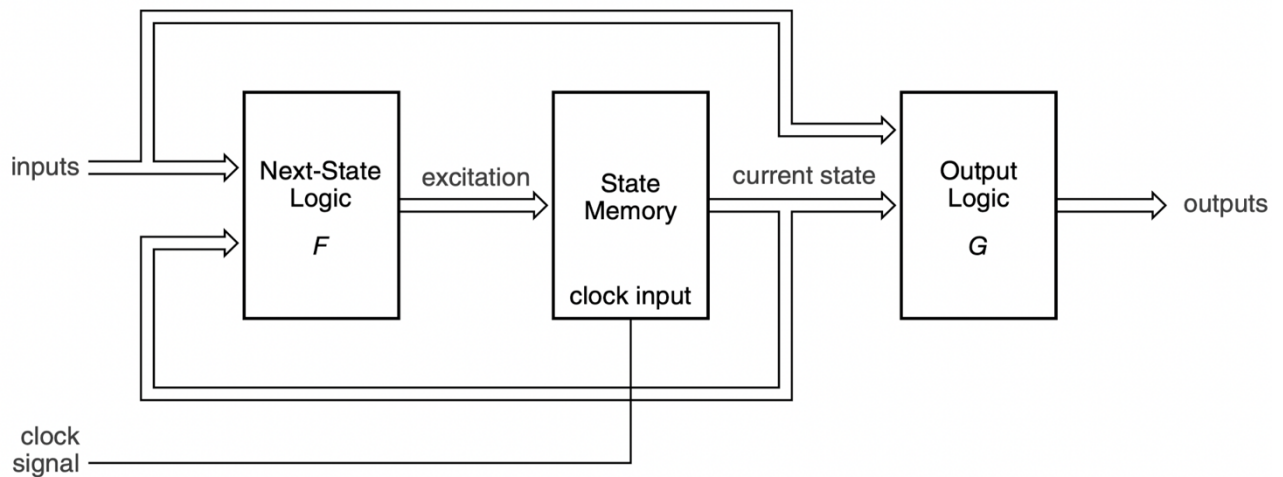 inputs
Next-State
Logic
F
excitation
State
Memory
clock input
current state
Output
Logic
G
outputs
clock
signal